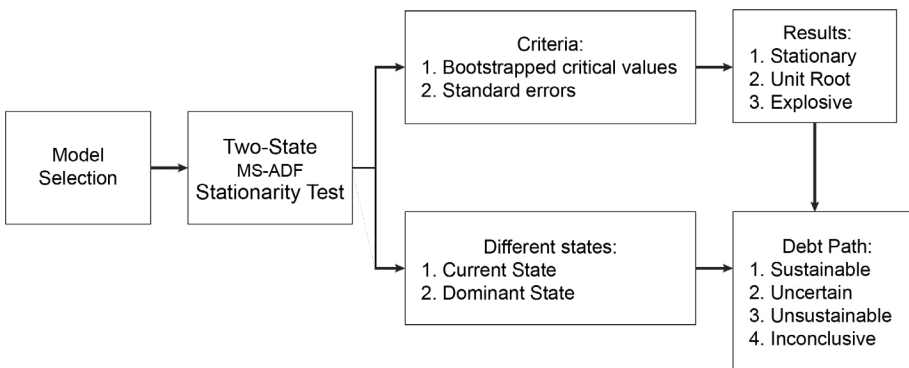 Model
Selection
Two-State
MS-ADF
Stationarity Test
Criteria:
1. Bootstrapped critical values
2. Standard errors
Results:
1. Stationary
2. Unit Root
3. Explosive
Different states:
1. Current State
2. Dominant State
Debt Path:
1. Sustainable
2. Uncertain
3. Unsustainable
4. Inconclusive